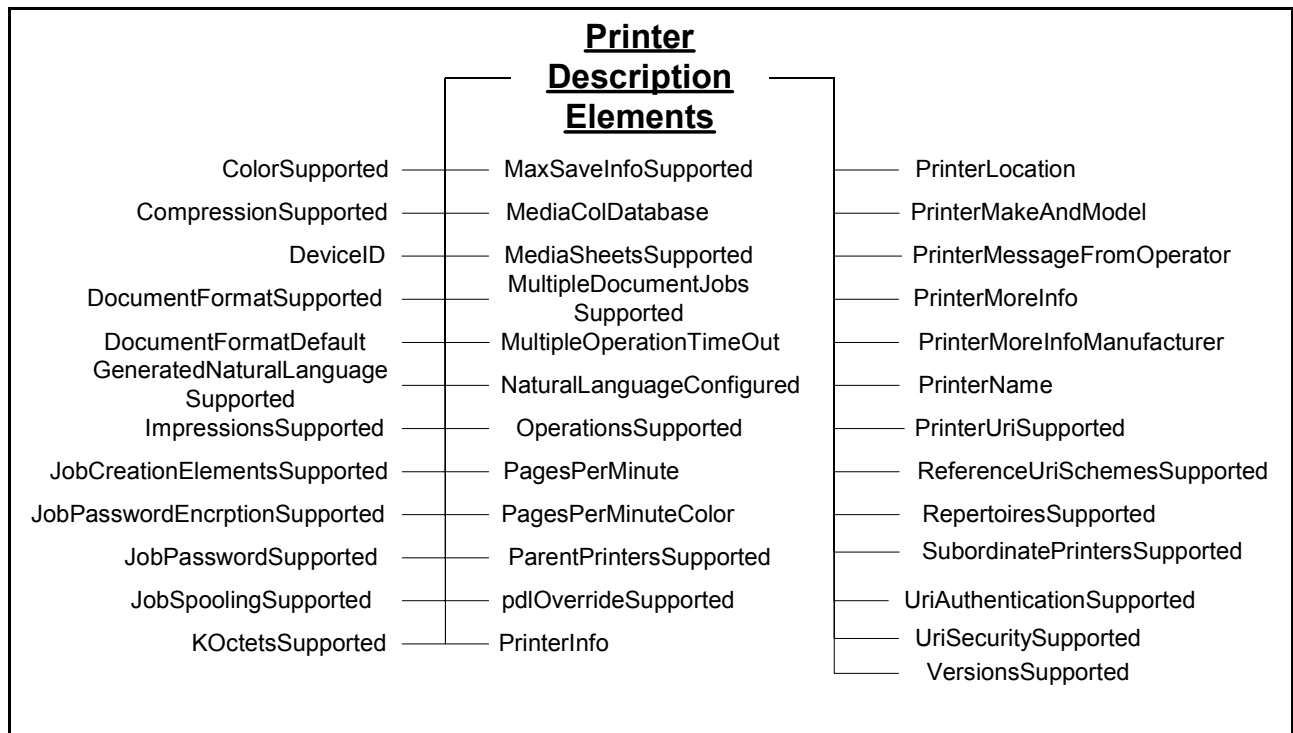 Printer
Description
Elements
ColorSupported
CompressionSupported
DeviceID
DocumentFormatSupported
DocumentFormatDefault
GeneratedNaturalLanguage
Supported
ImpressionsSupported
JobCreationElementsSupported
JobPasswordEncrptionSupported
JobPasswordSupported
JobSpoolingSupported
KOctetsSupported
MaxSaveInfoSupported
MediaColDatabase
MediaSheetsSupported
MultipleDocumentJobs
Supported
MultipleOperationTimeOut
NaturalLanguageConfigured
OperationsSupported
PagesPerMinute
PagesPerMinuteColor
ParentPrintersSupported
pdlOverrideSupported
PrinterInfo
PrinterLocation
PrinterMakeAndModel
PrinterMessageFromOperator
PrinterMoreInfo
PrinterMoreInfoManufacturer
PrinterName
PrinterUriSupported
ReferenceUriSchemesSupported
RepertoiresSupported
SubordinatePrintersSupported
UriAuthenticationSupported
UriSecuritySupported
VersionsSupported